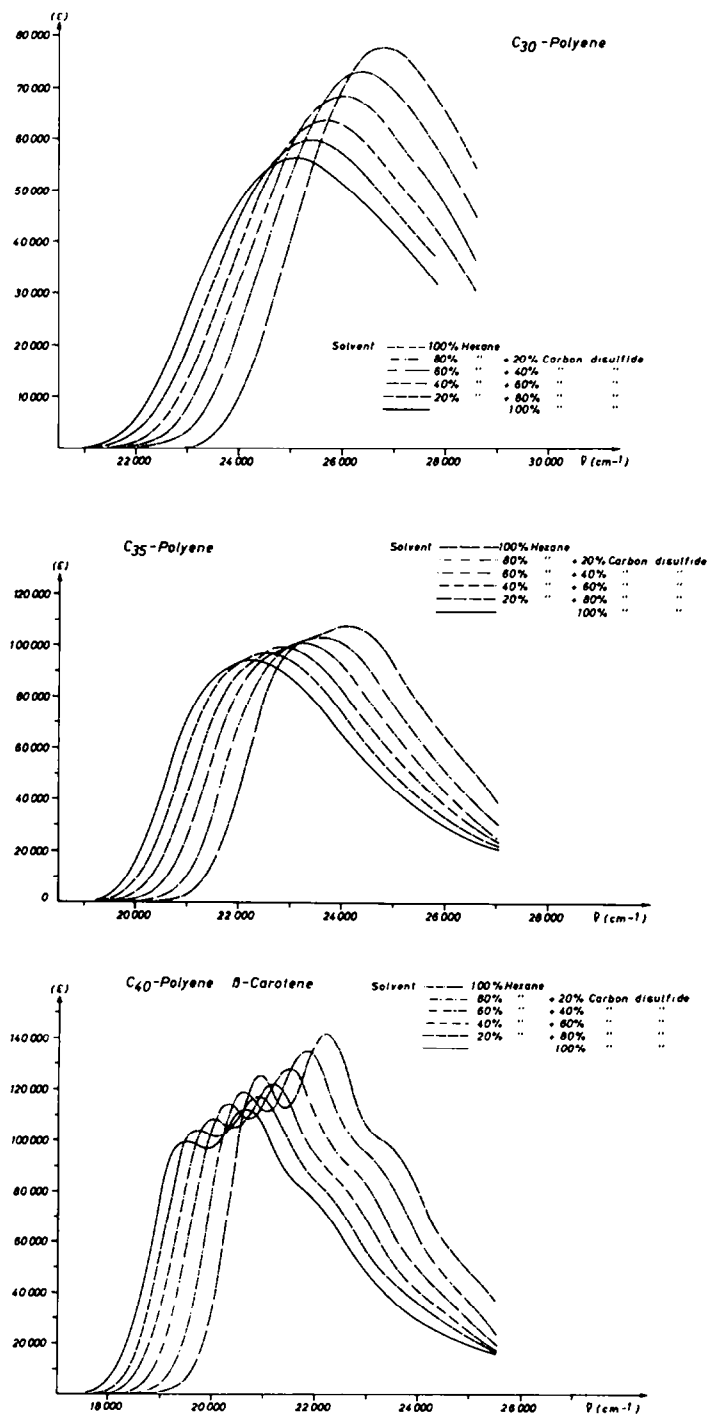 (ε)
C30-Polyene
80 000
70 000
60 000
50 000
40 000
30 000
20 000
10 000
Solvent 100% Hexane
80% " + 20% Carbon disulfide
60% " + 40% " "
40% " + 60% " "
20% " + 80% " "
100% " "
22 000 24 000 26 000 28 000 30 000 ν̄ (cm-1)
C35-Polyene
(ε)
120 000
100 000
80 000
60 000
40 000
20 000
0
Solvent 100% Hexane
80% " + 20% Carbon disulfide
60% " + 40% " "
40% " + 60% " "
20% " + 80% " "
100% " "
20 000 22 000 24 000 26 000 28 000 ν̄ (cm-1)
(ε)
C40-Polyene β-Carotene
140 000
120 000
100 000
80 000
60 000
40 000
20 000
Solvent 100% Hexane
80% " + 20% Carbon disulfide
60% " + 40% " "
40% " + 60% " "
20% " + 80% " "
100% " "
18 000 20 000 22 000 24 000 26 000 ν̄ (cm-1)